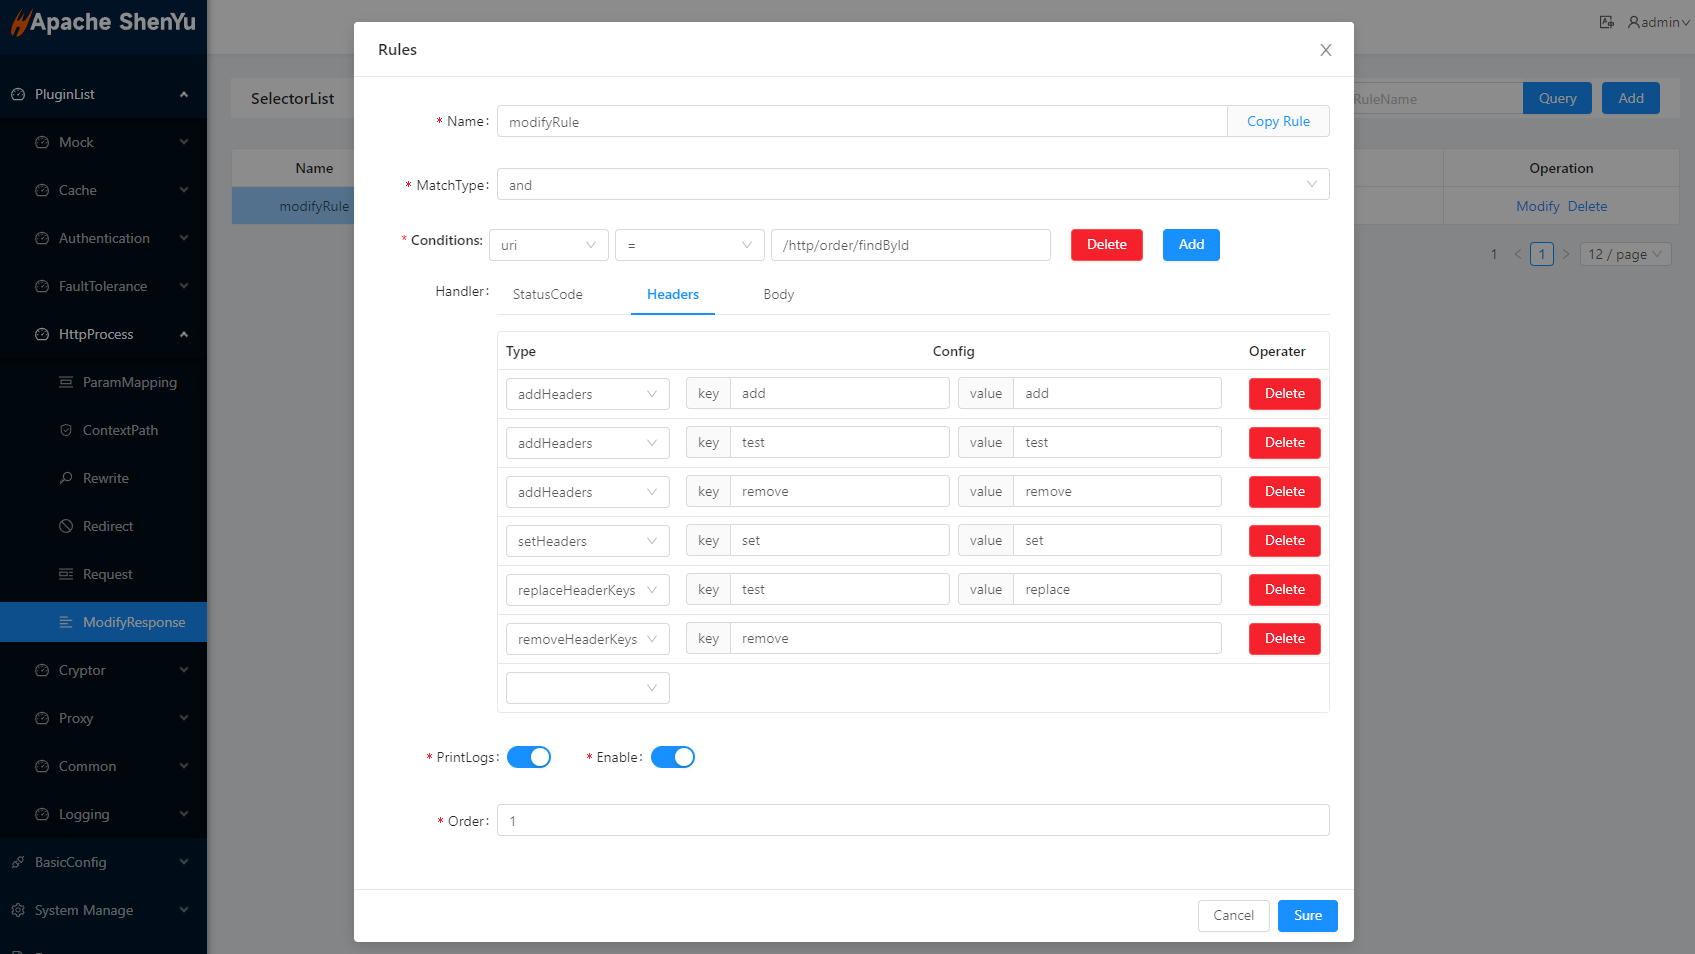 Apache ShenYu
admin
PluginList
Mock
Cache
Authentication
FaultTolerance
HttpProcess
ParamMapping
ContextPath
Rewrite
Redirect
Request
ModifyResponse
Cryptor
Proxy
Common
Logging
BasicConfig
System Manage
SelectorList
RuleName
Query
Add
Name
Operation
modifyRule
Modify Delete
1 < 1 > 12 / page
Rules
* Name: modifyRule Copy Rule
* MatchType: and
* Conditions: uri = /http/order/findById Delete Add
Handler: StatusCode Headers Body
Type Config Operater
addHeaders key add value add Delete
addHeaders key test value test Delete
addHeaders key remove value remove Delete
setHeaders key set value set Delete
replaceHeaderKeys key test value replace Delete
removeHeaderKeys key remove Delete
* PrintLogs: * Enable:
* Order: 1
Cancel Sure